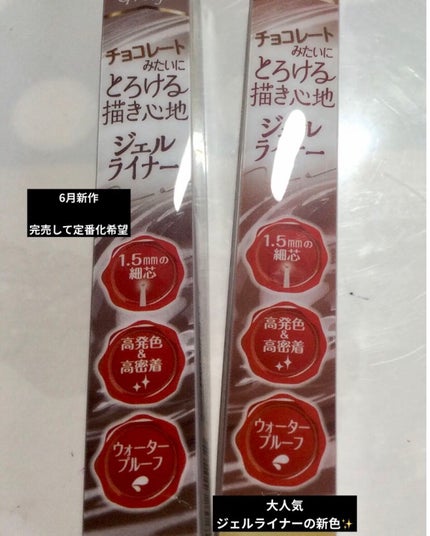 チョコレート
みたいに
とろける
描き心地
ジェル
ライナー
6月新作
完売して定番化希望
1.5mmの
細芯
高発色
&
高密着
ウォーター
プルーフ
チョコレート
みたいに
とろける
描き心地
ジェル
ライナー
1.5mmの
細芯
高発色
&
高密着
ウォーター
プルーフ
大人気
ジェルライナーの新色✨